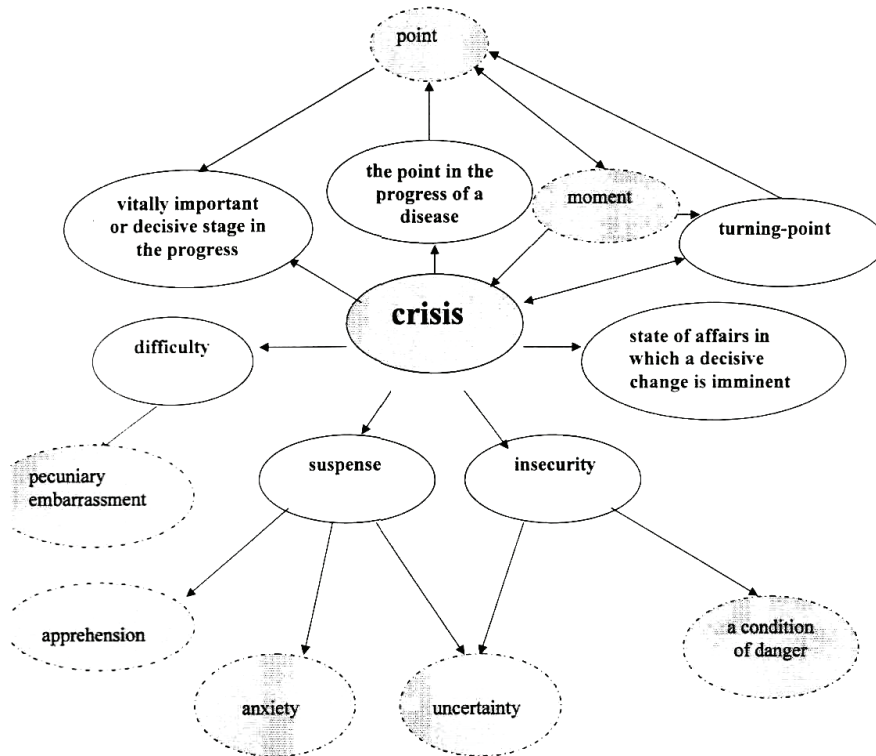 point
the point in the
progress of a
disease
vitally important
or decisive stage in
the progress
moment
turning-point
crisis
difficulty
state of affairs in
which a decisive
change is imminent
pecuniary
embarrassment
suspense
insecurity
apprehension
anxiety
uncertainty
a condition
of danger